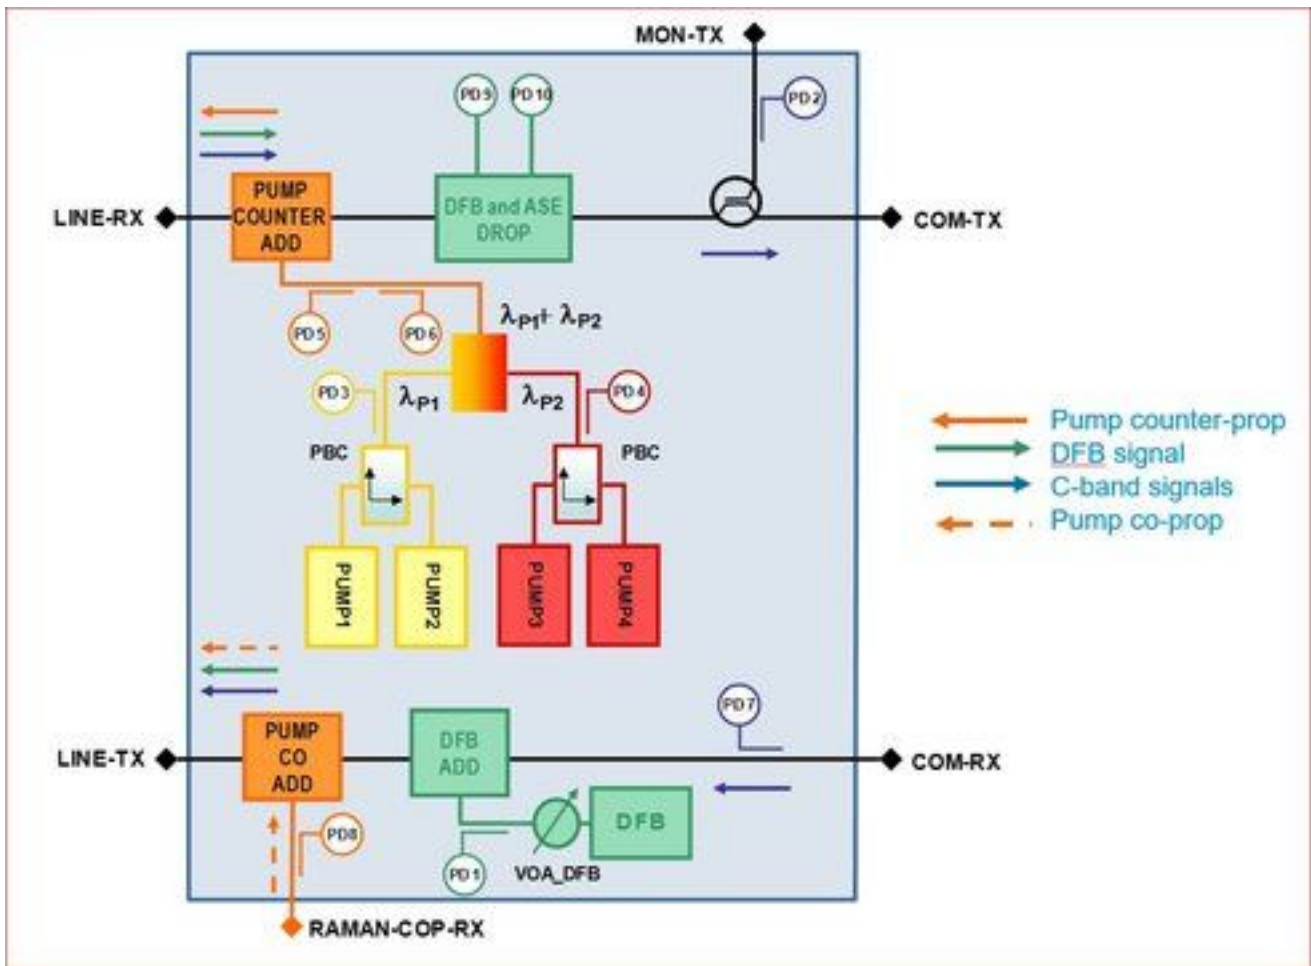 MON-TX
PD9
PD10
PD2
PUMP
COUNTER
ADD
DFB and ASE
DROP
LINE-RX
COM-TX
PD5
PD6
λP1+ λP2
PD3
λP1
λP2
PD4
PBC
PBC
PUMP1
PUMP2
PUMP3
PUMP4
Pump counter-prop
DFB signal
C-band signals
Pump co-prop
PD7
PUMP
CO
ADD
DFB
ADD
LINE-TX
COM-RX
DFB
PD8
PD1
VOA_DFB
RAMAN-COP-RX